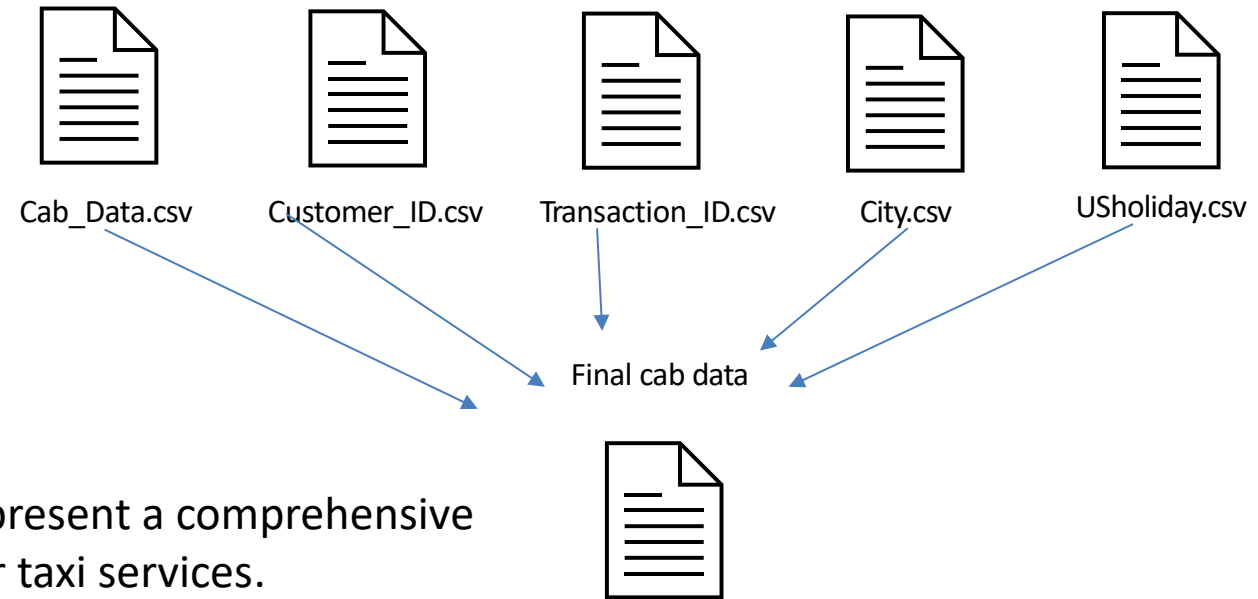 Cab_Data.csv
Customer_ID.csv
Transaction_ID.csv
City.csv
USholiday.csv
Final cab data
present a comprehensive
taxi services.